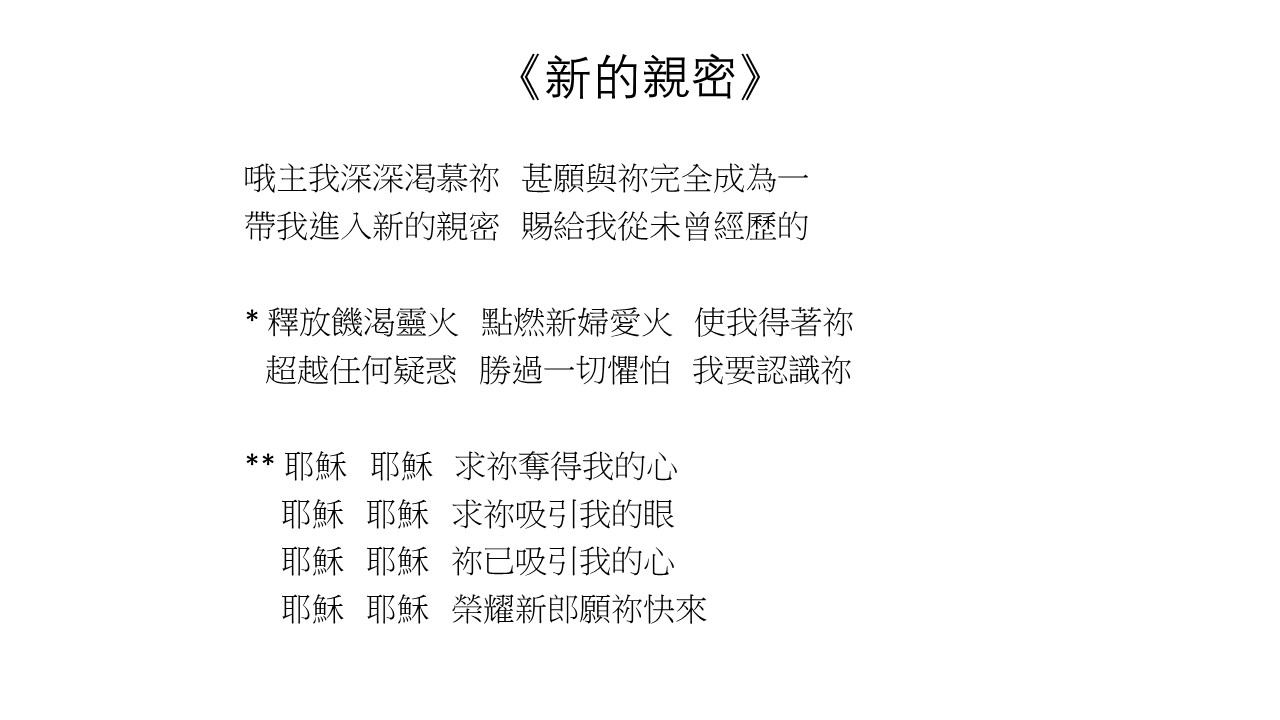 《新的親密》
哦主我深深渴慕祢 甚願與祢完全成為一
帶我進入新的親密 賜給我從未曾經歷的
* 釋放饑渴靈火 點燃新婦愛火 使我得著祢
超越任何疑惑 勝過一切懼怕 我要認識祢
** 耶穌 耶穌 求祢奪得我的心
耶穌 耶穌 求祢吸引我的眼
耶穌 耶穌 祢已吸引我的心
耶穌 耶穌 榮耀新郎願祢快來